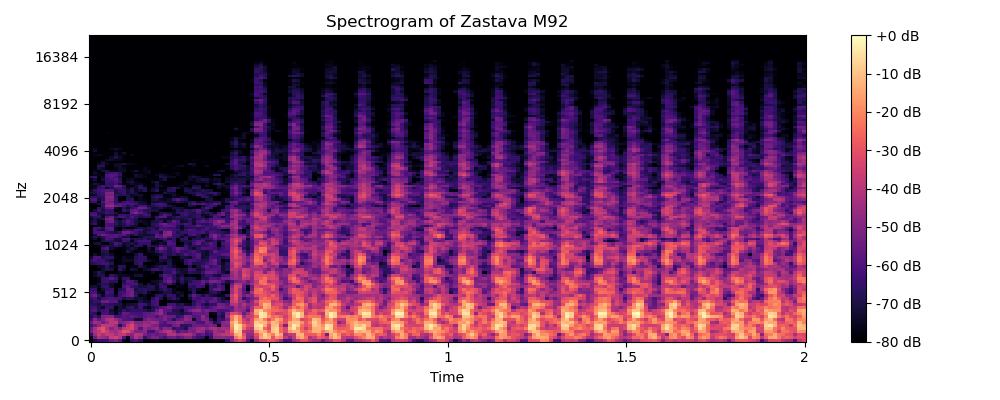 Spectrogram of Zastava M92
16384
8192
4096
2048
1024
512
0
Hz
0
0.5
1
1.5
2
Time
+0 dB
-10 dB
-20 dB
-30 dB
-40 dB
-50 dB
-60 dB
-70 dB
-80 dB